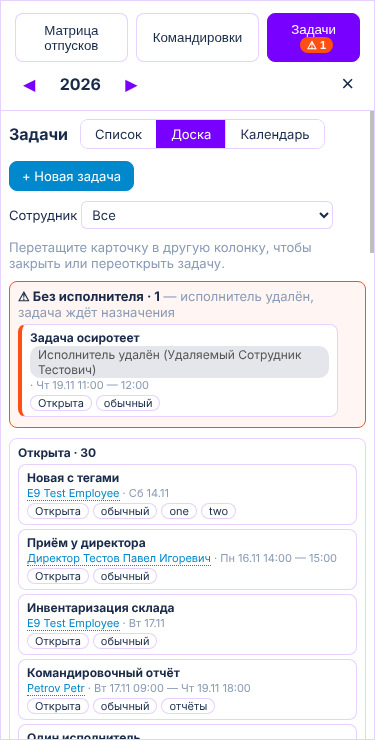 Матрица отпусков
Командировки
Задачи
⚠ 1
◀ 2026 ▶ ×
Задачи
Список Доска Календарь
+ Новая задача
Сотрудник Все
Перетащите карточку в другую колонку, чтобы
закрыть или переоткрыть задачу.
⚠ Без исполнителя · 1 — исполнитель удалён,
задача ждёт назначения
Задача осиротеет
Исполнитель удалён (Удаляемый Сотрудник
Тестович)
· Чт 19.11 11:00 — 12:00
Открыта обычный
Открыта · 30
Новая с тегами
E9 Test Employee · Сб 14.11
Открыта обычный one two
Приём у директора
Директор Тестов Павел Игоревич · Пн 16.11 14:00 — 15:00
Открыта обычный
Инвентаризация склада
E9 Test Employee · Вт 17.11
Открыта обычный
Командировочный отчёт
Petrov Petr · Вт 17.11 09:00 — Чт 19.11 18:00
Открыта обычный отчёты
Один исполнитель